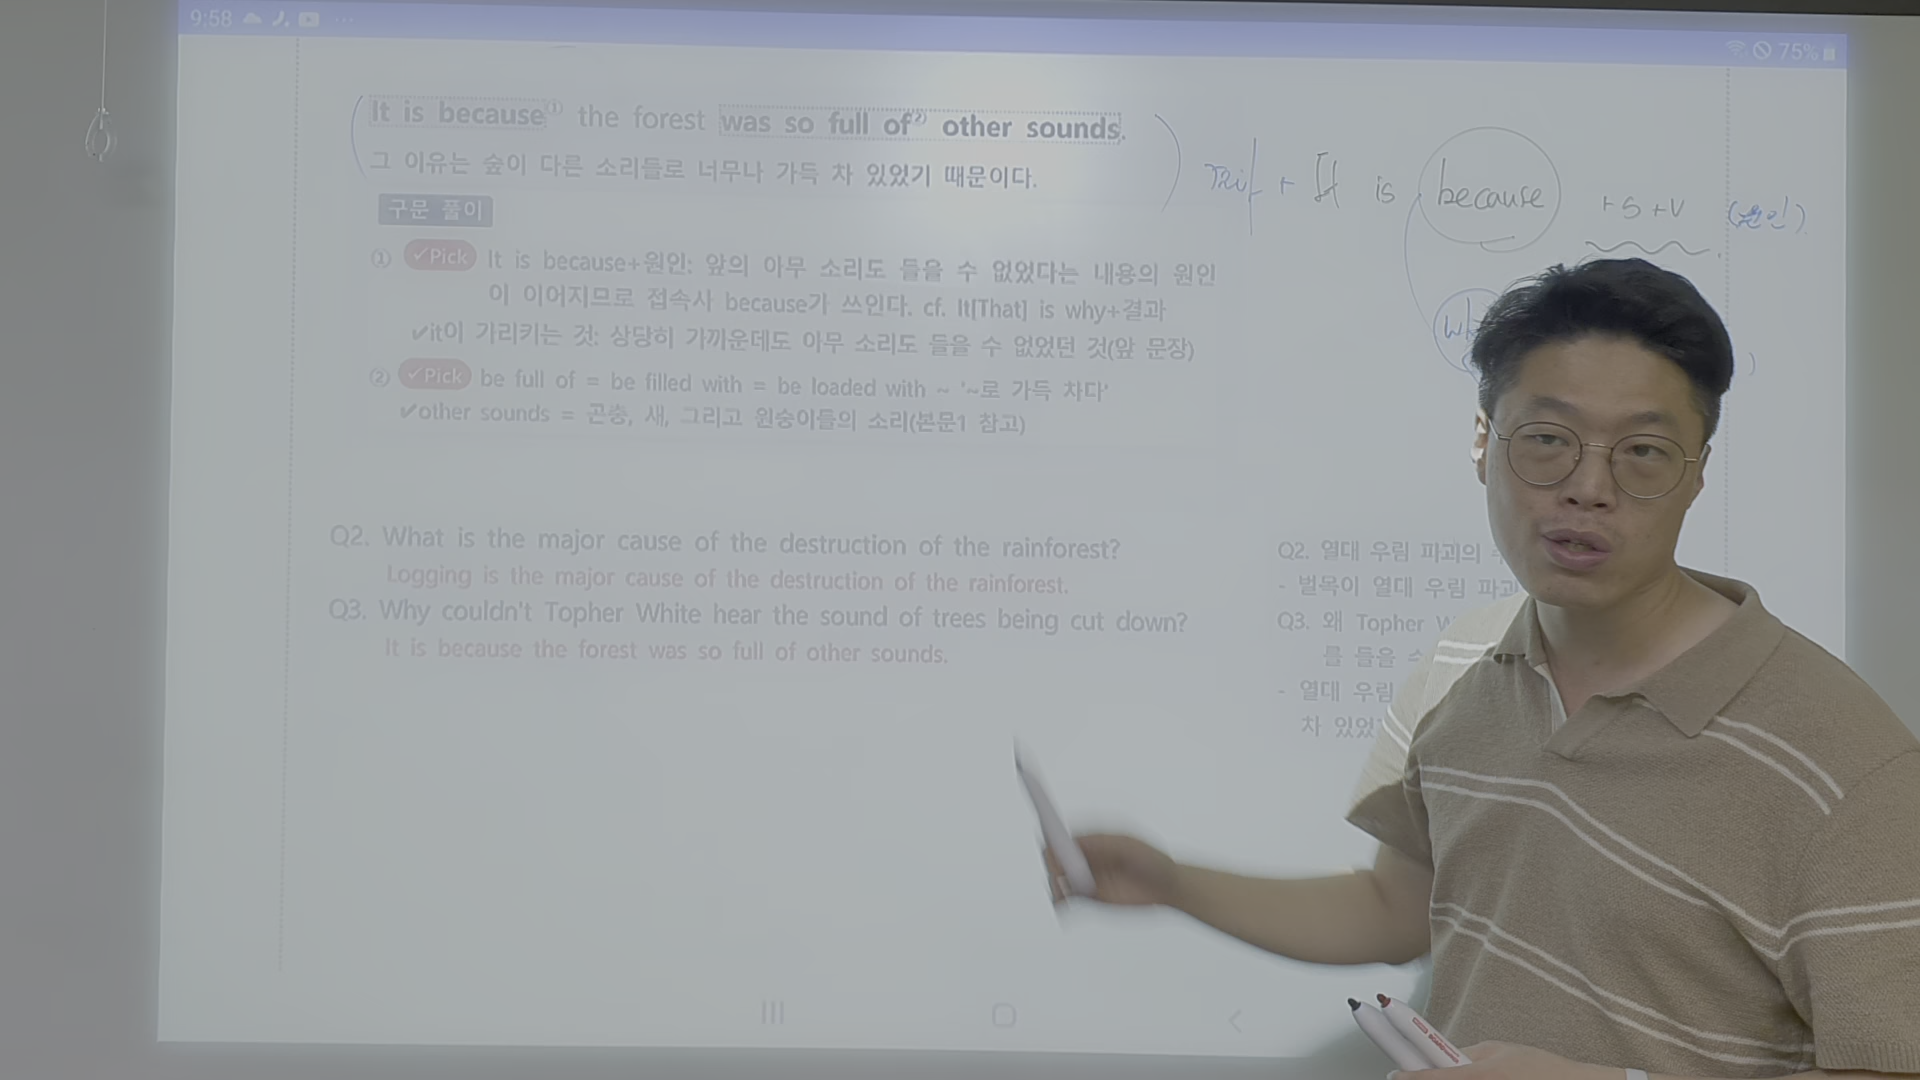 9:58
75%
It is because① the forest was so full of② other sounds.
그 이유는 숲이 다른 소리들로 너무나 가득 차 있었기 때문이다.
It is because +S+V (원인)
구문 풀이
① ✓Pick It is because+원인: 앞의 아무 소리도 들을 수 없었다는 내용의 원인
이 이어지므로 접속사 because가 쓰인다. cf. It[That] is why+결과
✓it이 가리키는 것: 상당히 가까운데도 아무 소리도 들을 수 없었던 것(앞 문장)
② ✓Pick be full of = be filled with = be loaded with ~ '~로 가득 차다'
✓other sounds = 곤충, 새, 그리고 원숭이들의 소리(본문1 참고)
Q2. What is the major cause of the destruction of the rainforest?
Logging is the major cause of the destruction of the rainforest.
Q3. Why couldn't Topher White hear the sound of trees being cut down?
It is because the forest was so full of other sounds.
Q2. 열대 우림 파괴의
- 벌목이 열대 우림 파괴
Q3. 왜 Topher
를 들을
- 열대 우림
차 있었